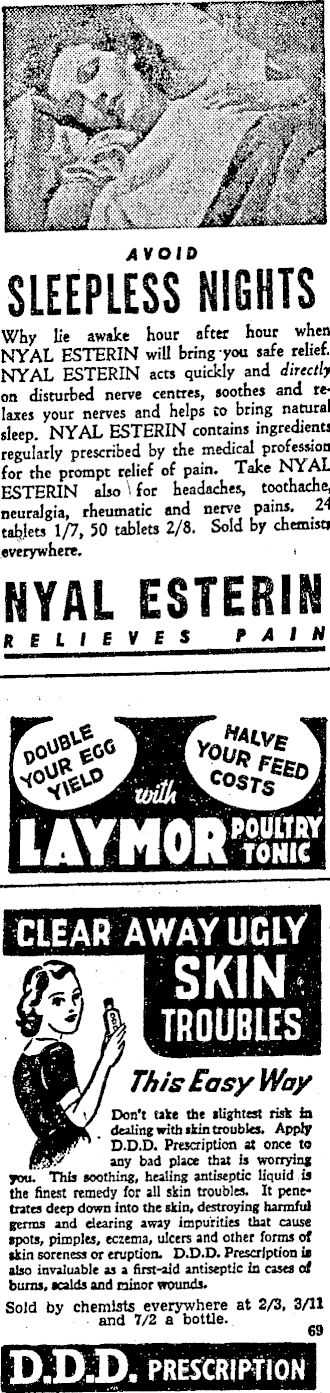 AVOID
SLEEPLESS NIGHTS
Why lie awake hour after hour when
NYAL ESTERIN will bring you safe relief.
NYAL ESTERIN acts quickly and directly
on disturbed nerve centres, soothes and re-
laxes your nerves and helps to bring natural
sleep. NYAL ESTERIN contains ingredients
regularly prescribed by the medical profession
for the prompt relief of pain. Take NYAL
ESTERIN also for headaches, toothache,
neuralgia, rheumatic and nerve pains. 24
tablets 1/7, 50 tablets 2/8. Sold by chemists
everywhere.
NYAL ESTERIN
RELIEVES PAIN
DOUBLE
YOUR EGG
YIELD
with
HALVE
YOUR FEED
COSTS
LAYMOR POULTRY
TONIC
CLEAR AWAY UGLY
SKIN
TROUBLES
This Easy Way
Don't take the slightest risk in
dealing with skin troubles. Apply
D.D.D. Prescription at once to
any bad place that is worrying
you. This soothing, healing antiseptic liquid is
the finest remedy for all skin troubles. It pene-
trates deep down into the skin, destroying harmful
germs and clearing away impurities that cause
spots, pimples, eczema, ulcers and other forms of
skin soreness or eruption. D.D.D. Prescription is
also invaluable as a first-aid antiseptic in cases of
burns, scalds and minor wounds.
Sold by chemists everywhere at 2/3, 3/11
and 7/2 a bottle.
69
D.D.D. PRESCRIPTION